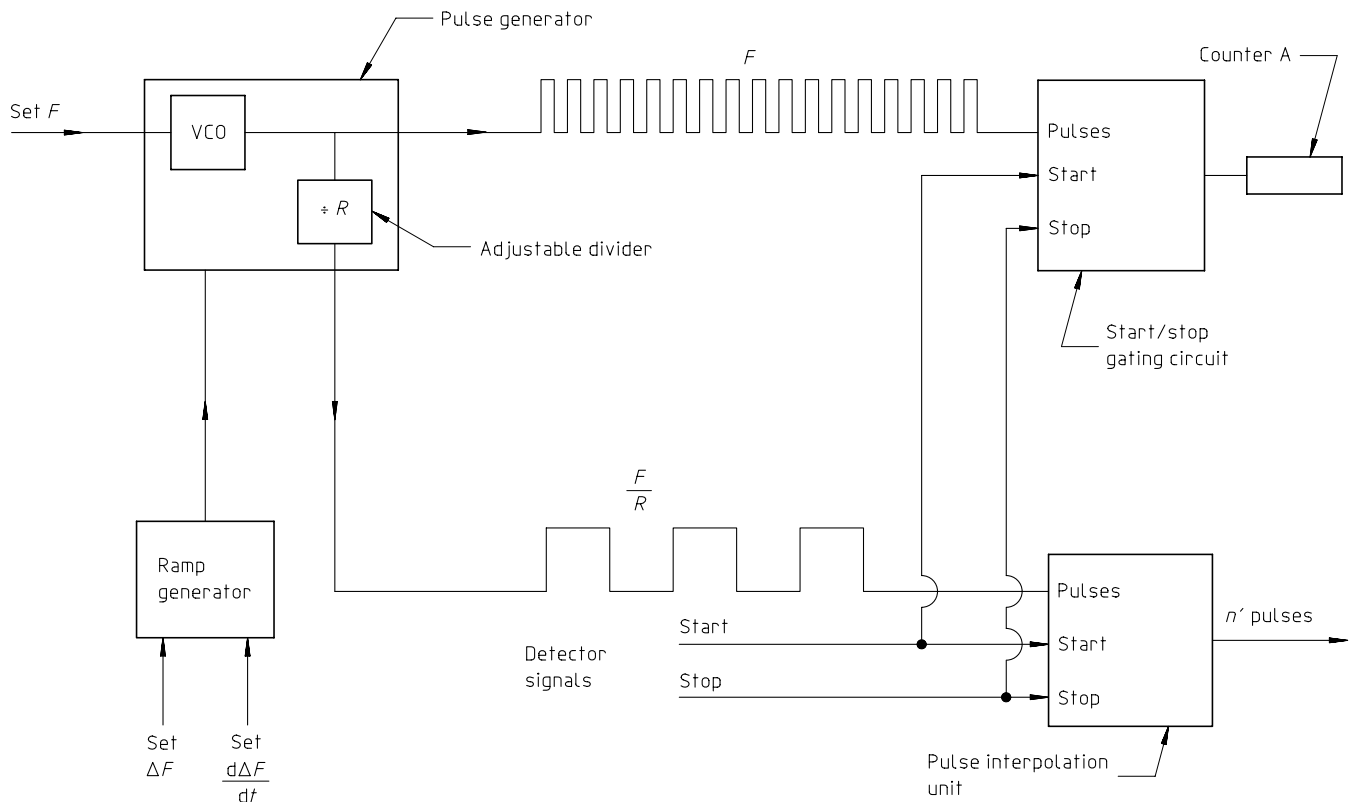 Pulse generator
F
Counter A
Set F
VCO
Pulses
Start
÷ R
Stop
Adjustable divider
Start/stop
gating circuit
F
R
Ramp
generator
Pulses
n′ pulses
Start
Start
Detector
signals
Stop
Stop
Set
ΔF
Set
dΔF
dt
Pulse interpolation
unit